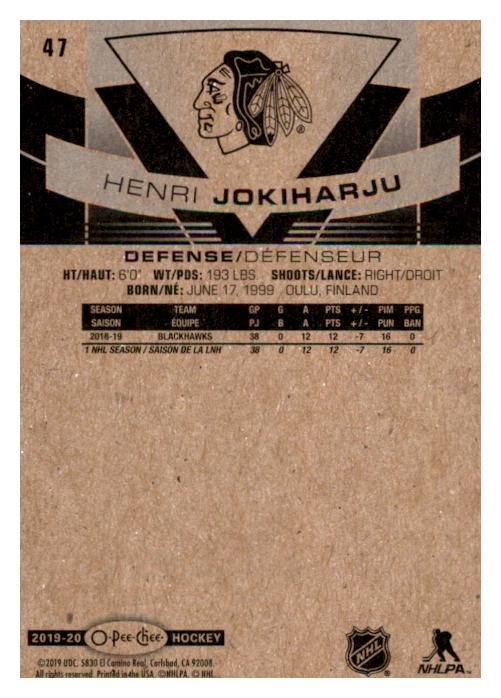 47
HENRI JOKIHARJU
DEFENSE/DÉFENSEUR
HT/HAUT: 6'0" WT/PDS: 193 LBS SHOOTS/LANCE: RIGHT/DROIT
BORN/NÉ: JUNE 17, 1999 OULU, FINLAND
SEASON TEAM GP G A PTS +/- PIM PPG
SAISON ÉQUIPE PJ B A PTS +/- PUN BAN
2018-19 BLACKHAWKS 38 0 12 12 -7 16 0
1 NHL SEASON / SAISON DE LA LNH 38 0 12 12 -7 16 0
2019-20 O-Pee-Chee HOCKEY
©2019 UDC. 5830 El Camino Real, Carlsbad, CA 92008.
All rights reserved. Printed in the USA. ©NHLPA. © NHL
NHL
NHLPA